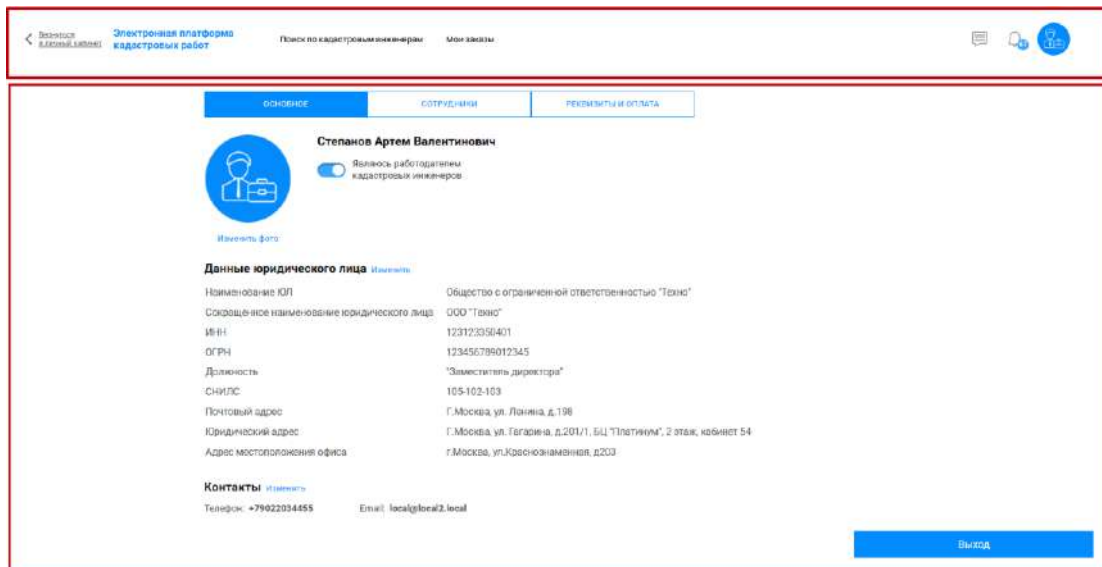 Вернуться
в личный кабинет
Электронная платформа
кадастровых работ
Поиск по кадастровым инженерам
Мои заказы
ОСНОВНОЕ
СОТРУДНИКИ
РЕКВИЗИТЫ И ОПЛАТА
Степанов Артем Валентинович
Являюсь работодателем
кадастровых инженеров
Изменить фото
Данные юридического лица Изменить
Наименование ЮЛ Общество с ограниченной ответственностью "Техно"
Сокращенное наименование юридического лица ООО "Техно"
ИНН 123123350401
ОГРН 123456789012345
Должность "Заместитель директора"
СНИЛС 105-102-103
Почтовый адрес Г.Москва, ул. Ленина, д.198
Юридический адрес Г.Москва, ул. Гагарина, д.201/1, БЦ "Платинум", 2 этаж, кабинет 54
Адрес местоположения офиса г.Москва, ул.Краснознаменная, д203
Контакты Изменить
Телефон: +79022034455 Email: local@local2.local
Выход